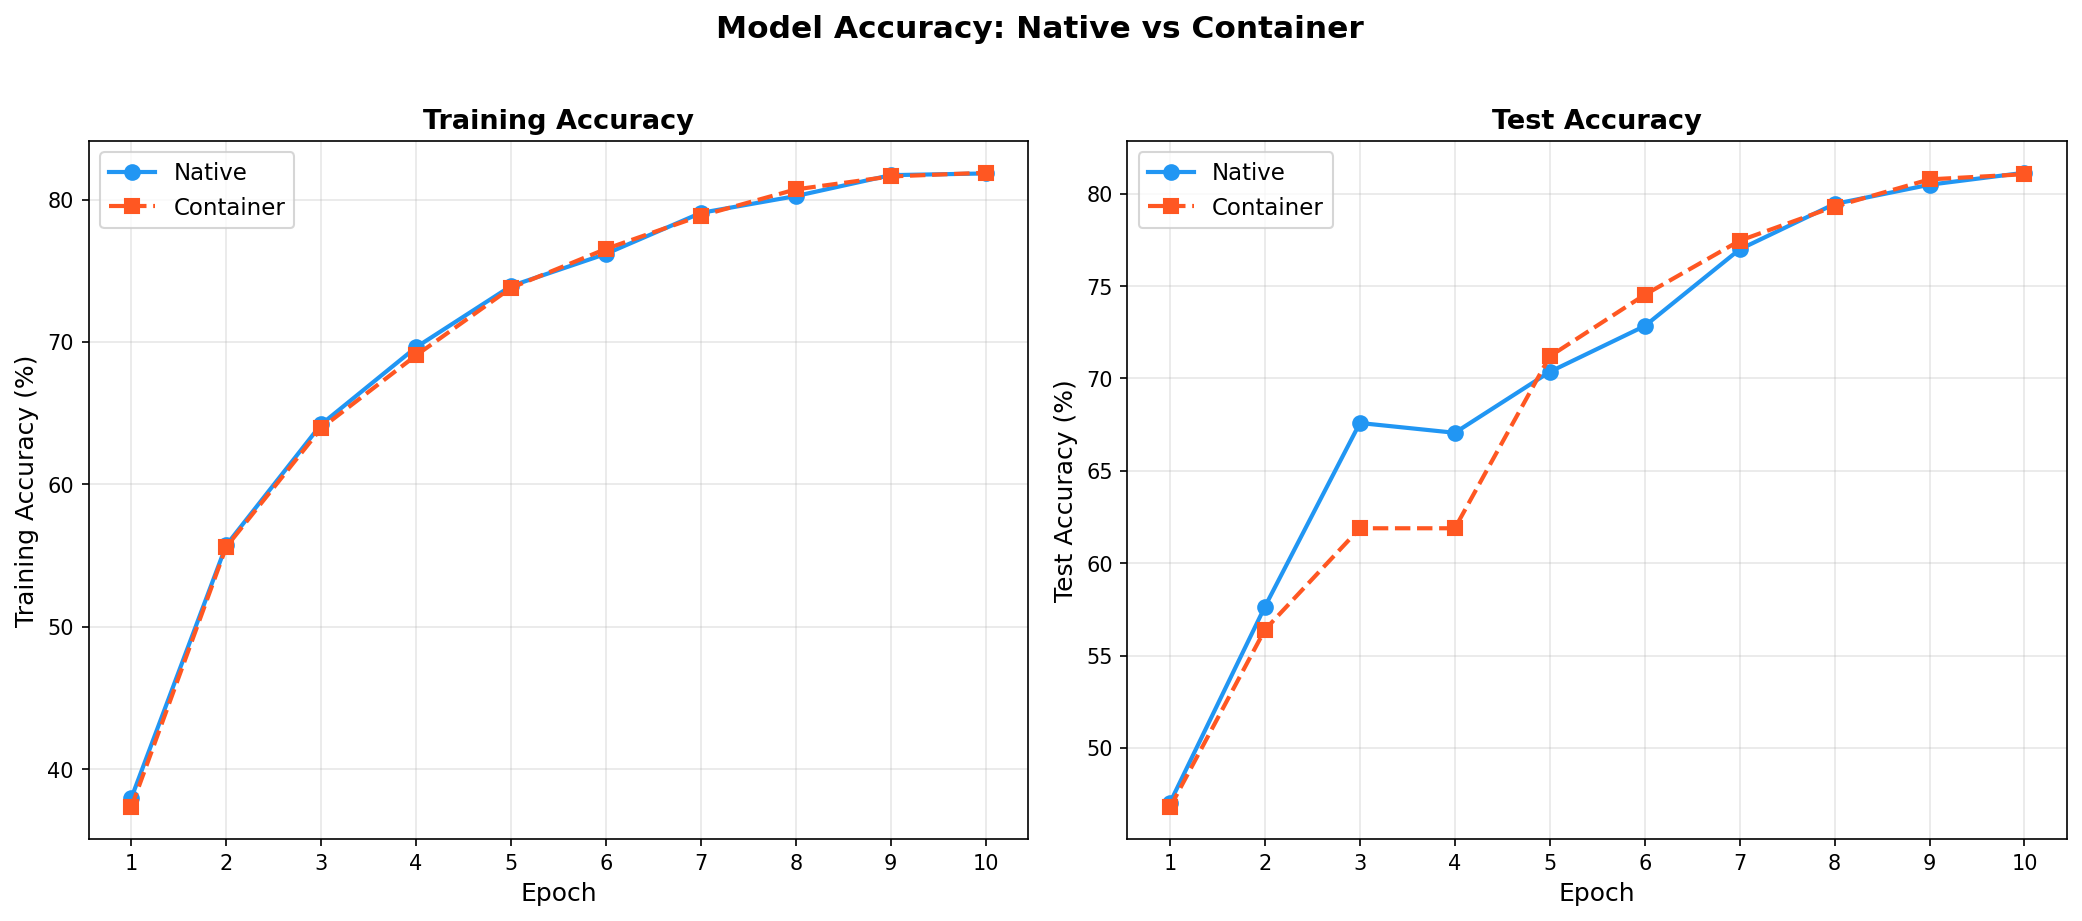 Model Accuracy: Native vs Container
Training Accuracy
Native
Container
Training Accuracy (%)
80
70
60
50
40
1 2 3 4 5 6 7 8 9 10
Epoch
Test Accuracy
Native
Container
Test Accuracy (%)
80
75
70
65
60
55
50
1 2 3 4 5 6 7 8 9 10
Epoch